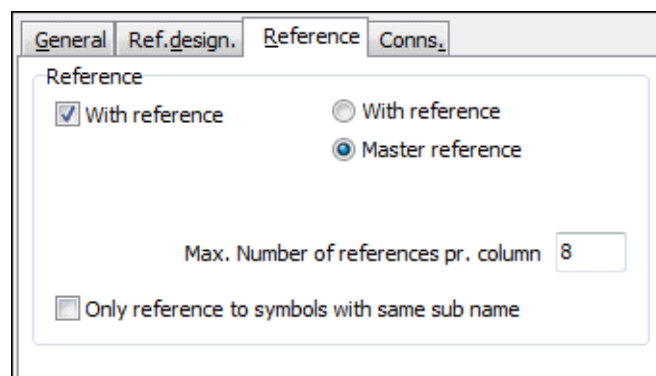 General Ref.design. Reference Conns.
Reference
With reference With reference
Master reference
Max. Number of references pr. column 8
Only reference to symbols with same sub name